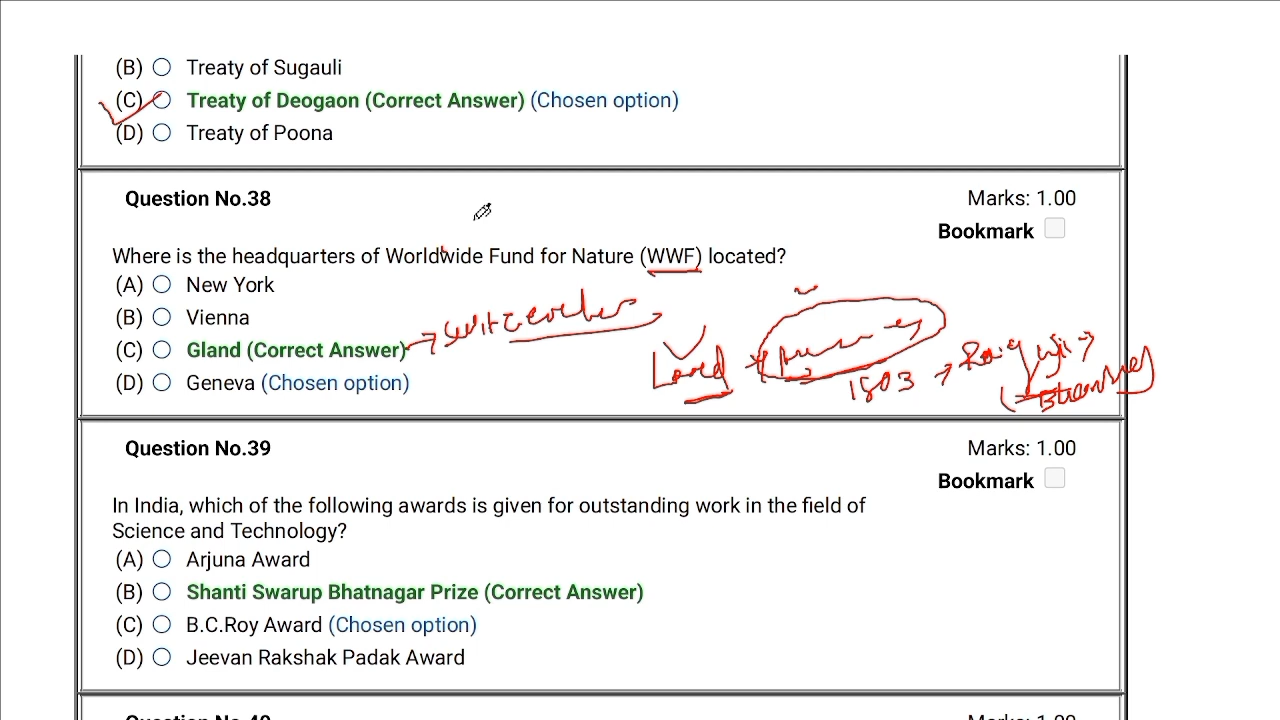 (B) Treaty of Sugauli
(C) Treaty of Deogaon (Correct Answer) (Chosen option)
(D) Treaty of Poona
Question No.38 Marks: 1.00
Bookmark
Where is the headquarters of Worldwide Fund for Nature (WWF) located?
(A) New York
(B) Vienna
(C) Gland (Correct Answer)
(D) Geneva (Chosen option)
1803
Question No.39 Marks: 1.00
Bookmark
In India, which of the following awards is given for outstanding work in the field of
Science and Technology?
(A) Arjuna Award
(B) Shanti Swarup Bhatnagar Prize (Correct Answer)
(C) B.C.Roy Award (Chosen option)
(D) Jeevan Rakshak Padak Award